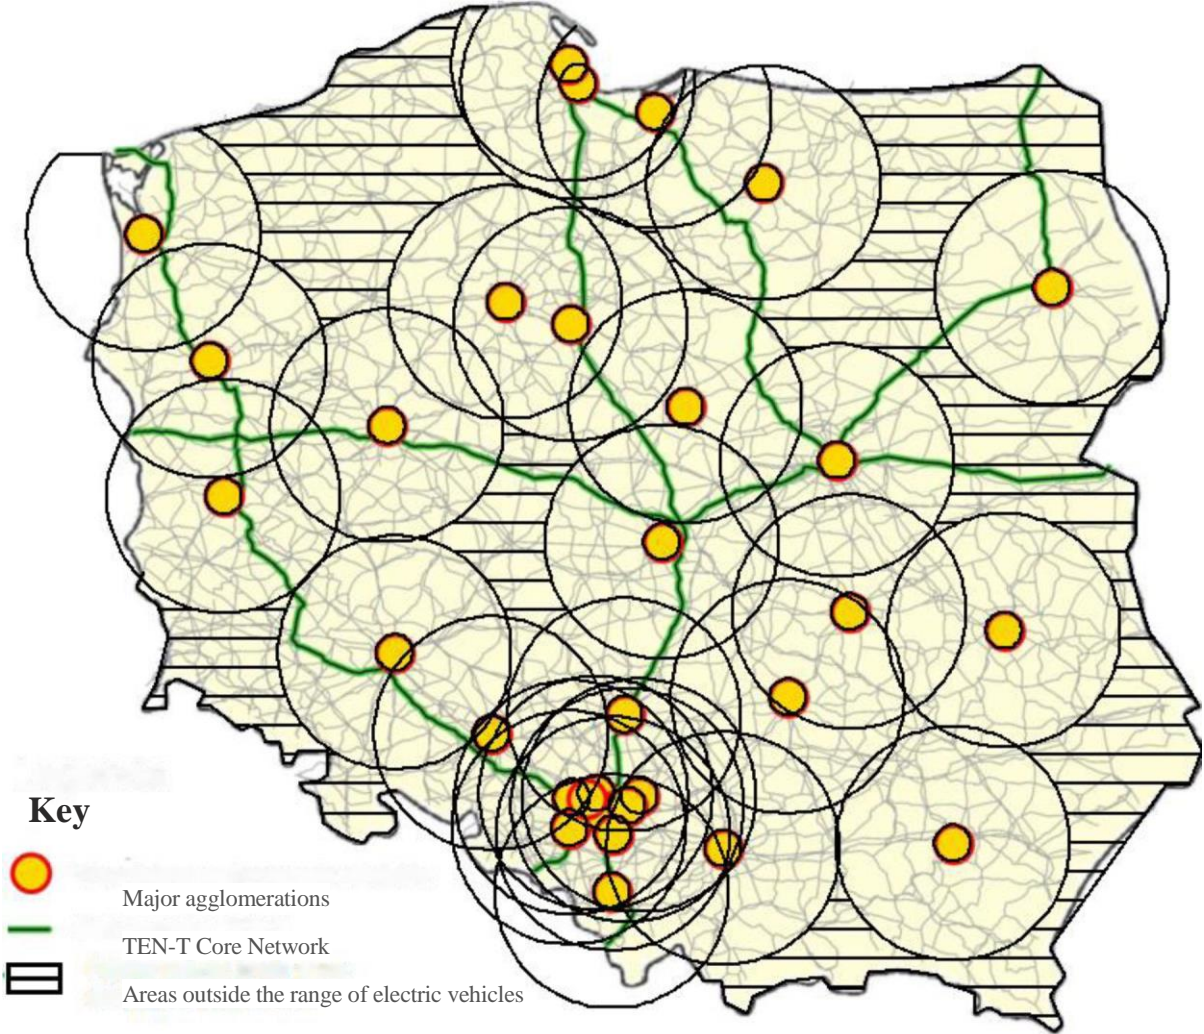 Key
Major agglomerations
TEN-T Core Network
Areas outside the range of electric vehicles